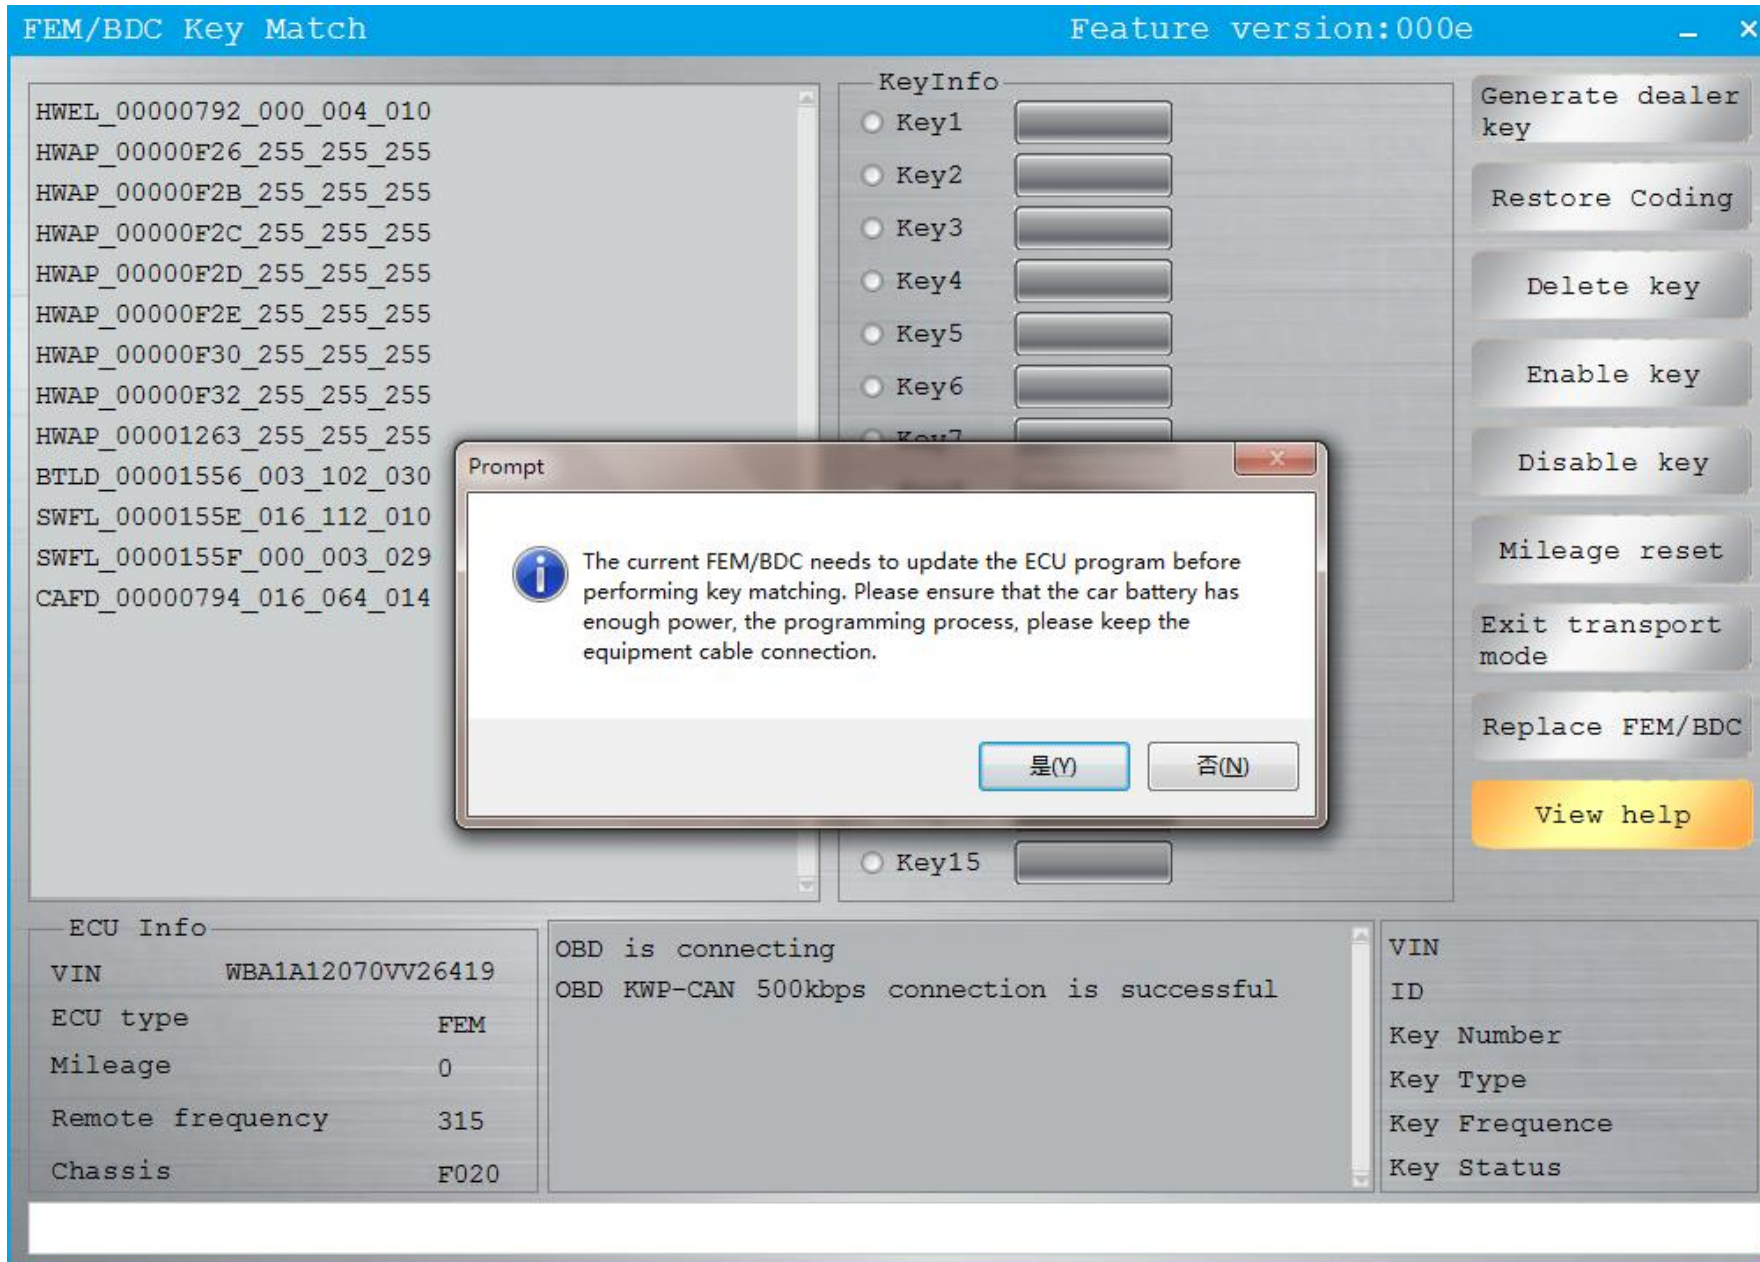 FEM/BDC Key Match
Feature version:000e
HWEL_00000792_000_004_010
HWAP_00000F26_255_255_255
HWAP_00000F2B_255_255_255
HWAP_00000F2C_255_255_255
HWAP_00000F2D_255_255_255
HWAP_00000F2E_255_255_255
HWAP_00000F30_255_255_255
HWAP_00000F32_255_255_255
HWAP_00001263_255_255_255
BTLD_00001556_003_102_030
SWFL_0000155E_016_112_010
SWFL_0000155F_000_003_029
CAFD_00000794_016_064_014
KeyInfo
Key1
Key2
Key3
Key4
Key5
Key6
Key7
Key15
Generate dealer
key
Restore Coding
Delete key
Enable key
Disable key
Mileage reset
Exit transport
mode
Replace FEM/BDC
View help
Prompt
The current FEM/BDC needs to update the ECU program before
performing key matching. Please ensure that the car battery has
enough power, the programming process, please keep the
equipment cable connection.
是(Y)
否(N)
ECU Info
VIN WBA1A12070VV26419
ECU type FEM
Mileage 0
Remote frequency 315
Chassis F020
OBD is connecting
OBD KWP-CAN 500kbps connection is successful
VIN
ID
Key Number
Key Type
Key Frequence
Key Status